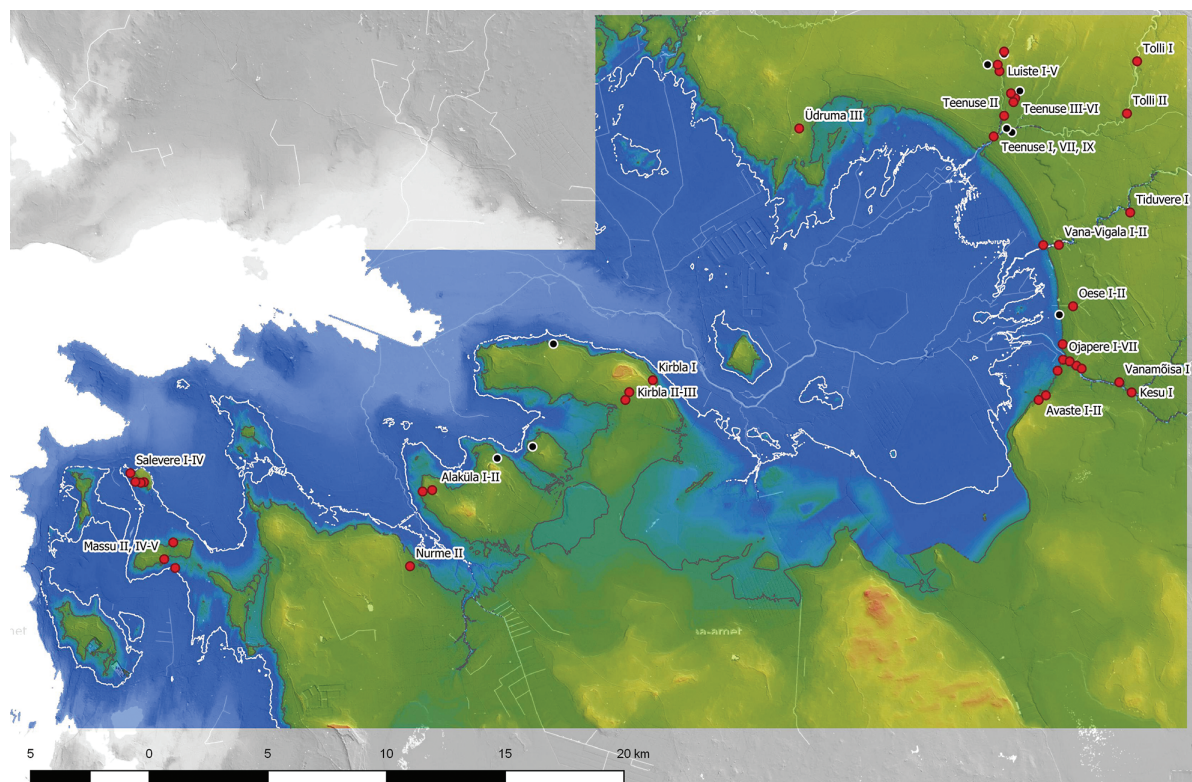 Tolli I
Luiste I-V
Teenuse II
Teenuse III-VI
Tolli II
Üdruma III
Teenuse I, VII, IX
Tiduvere I
Vana-Vigala I-II
Oese I-II
Ojapere I-VII
Kirbla I
Vanamõisa I
Kirbla II-III
Kesu I
Avaste I-II
Salevere I-IV
Alaküla I-II
Massu II, IV-V
Nurme II
5 0 5 10 15 20 km